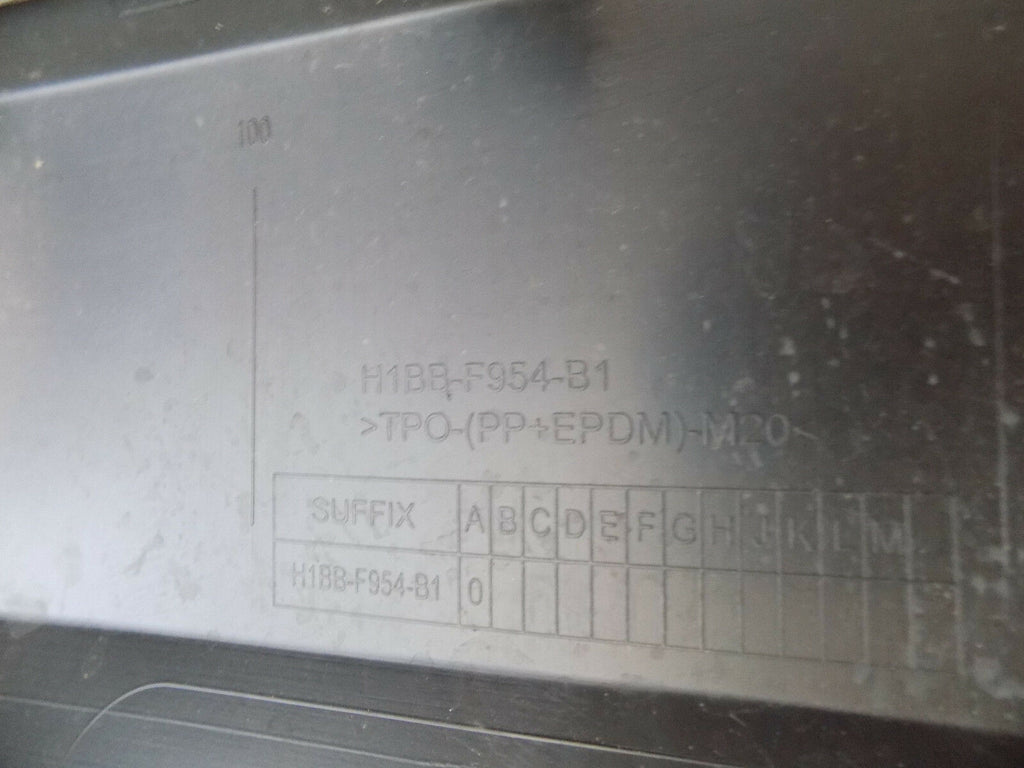 100
H1BB-F954-B1
>TPO-(PP+EPDM)-M20<
SUFFIX A B C D E F G H J K L M
H1BB-F954-B1 0